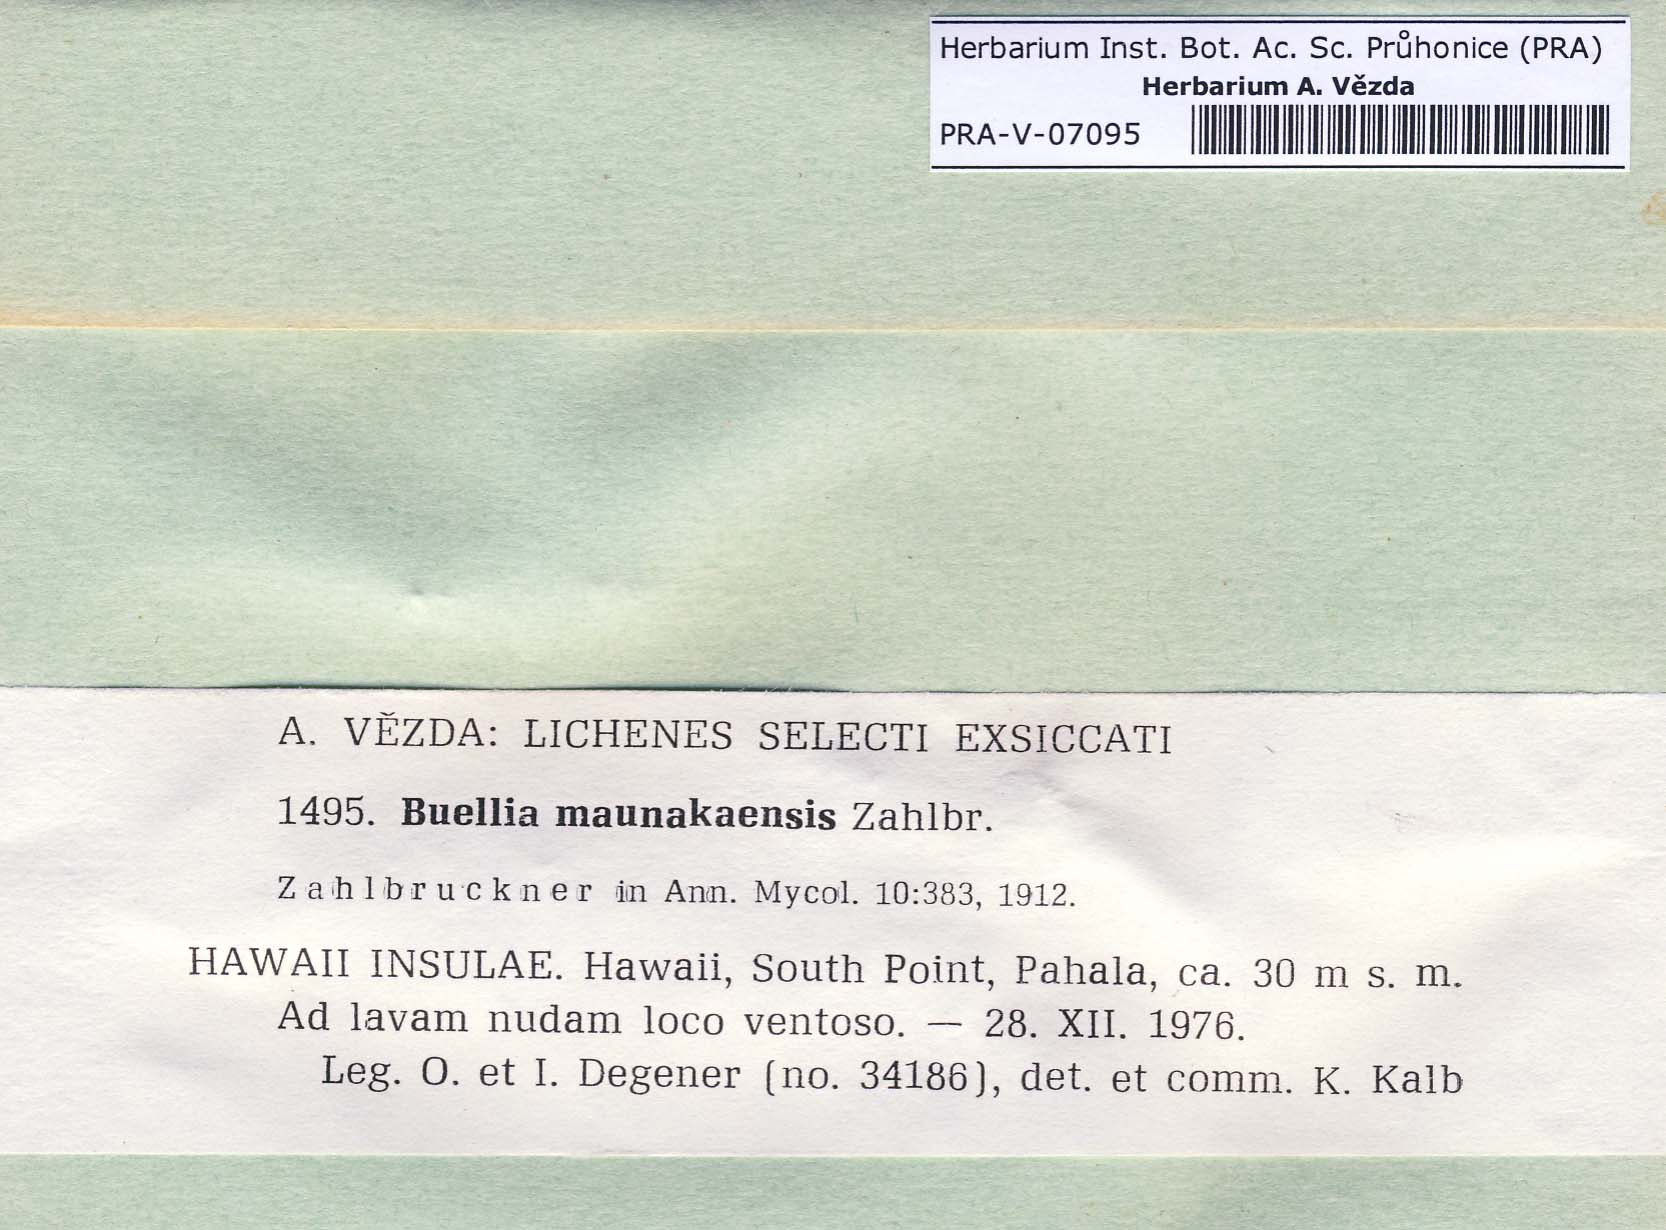 Herbarium Inst. Bot. Ac. Sc. Průhonice (PRA)
Herbarium A. Vězda
PRA-V-07095
A. VĚZDA: LICHENES SELECTI EXSICCATI
1495. Buellia maunakaensis Zahlbr.
Zahlbruckner in Ann. Mycol. 10:383, 1912.
HAWAII INSULAE. Hawaii, South Point, Pahala, ca. 30 m s. m.
Ad lavam nudam loco ventoso. — 28. XII. 1976.
Leg. O. et I. Degener (no. 34186), det. et comm. K. Kalb